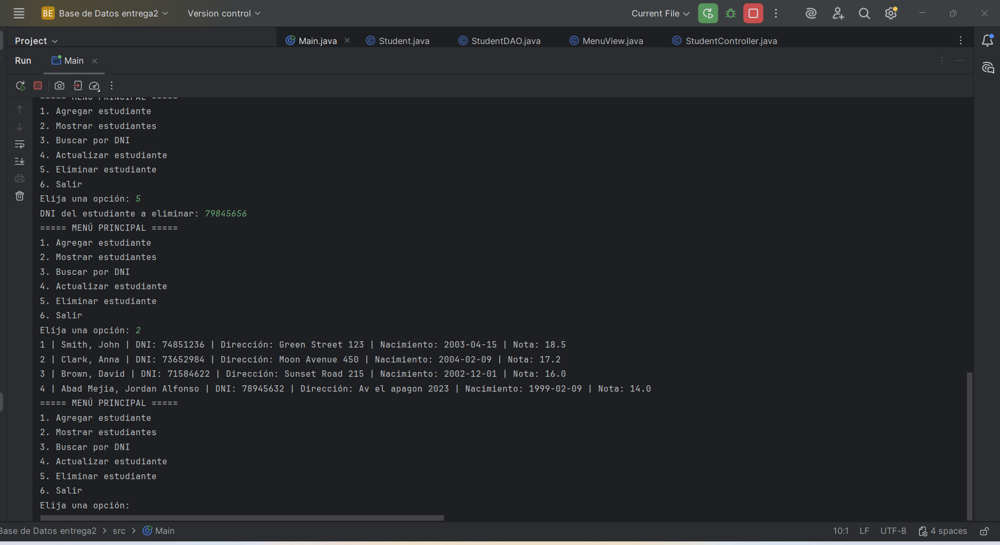 BE Base de Datos entrega2 Version control Current File
Project Main.java Student.java StudentDAO.java MenuView.java StudentController.java
Run Main
===== MENÚ PRINCIPAL =====
1. Agregar estudiante
2. Mostrar estudiantes
3. Buscar por DNI
4. Actualizar estudiante
5. Eliminar estudiante
6. Salir
Elija una opción: 5
DNI del estudiante a eliminar: 79845656
===== MENÚ PRINCIPAL =====
1. Agregar estudiante
2. Mostrar estudiantes
3. Buscar por DNI
4. Actualizar estudiante
5. Eliminar estudiante
6. Salir
Elija una opción: 2
1 | Smith, John | DNI: 74851236 | Dirección: Green Street 123 | Nacimiento: 2003-04-15 | Nota: 18.5
2 | Clark, Anna | DNI: 73652984 | Dirección: Moon Avenue 450 | Nacimiento: 2004-02-09 | Nota: 17.2
3 | Brown, David | DNI: 71584622 | Dirección: Sunset Road 215 | Nacimiento: 2002-12-01 | Nota: 16.0
4 | Abad Mejia, Jordan Alfonso | DNI: 78945632 | Dirección: Av el apagon 2023 | Nacimiento: 1999-02-09 | Nota: 14.0
===== MENÚ PRINCIPAL =====
1. Agregar estudiante
2. Mostrar estudiantes
3. Buscar por DNI
4. Actualizar estudiante
5. Eliminar estudiante
6. Salir
Elija una opción:
Base de Datos entrega2 > src > Main 10:1 LF UTF-8 4 spaces